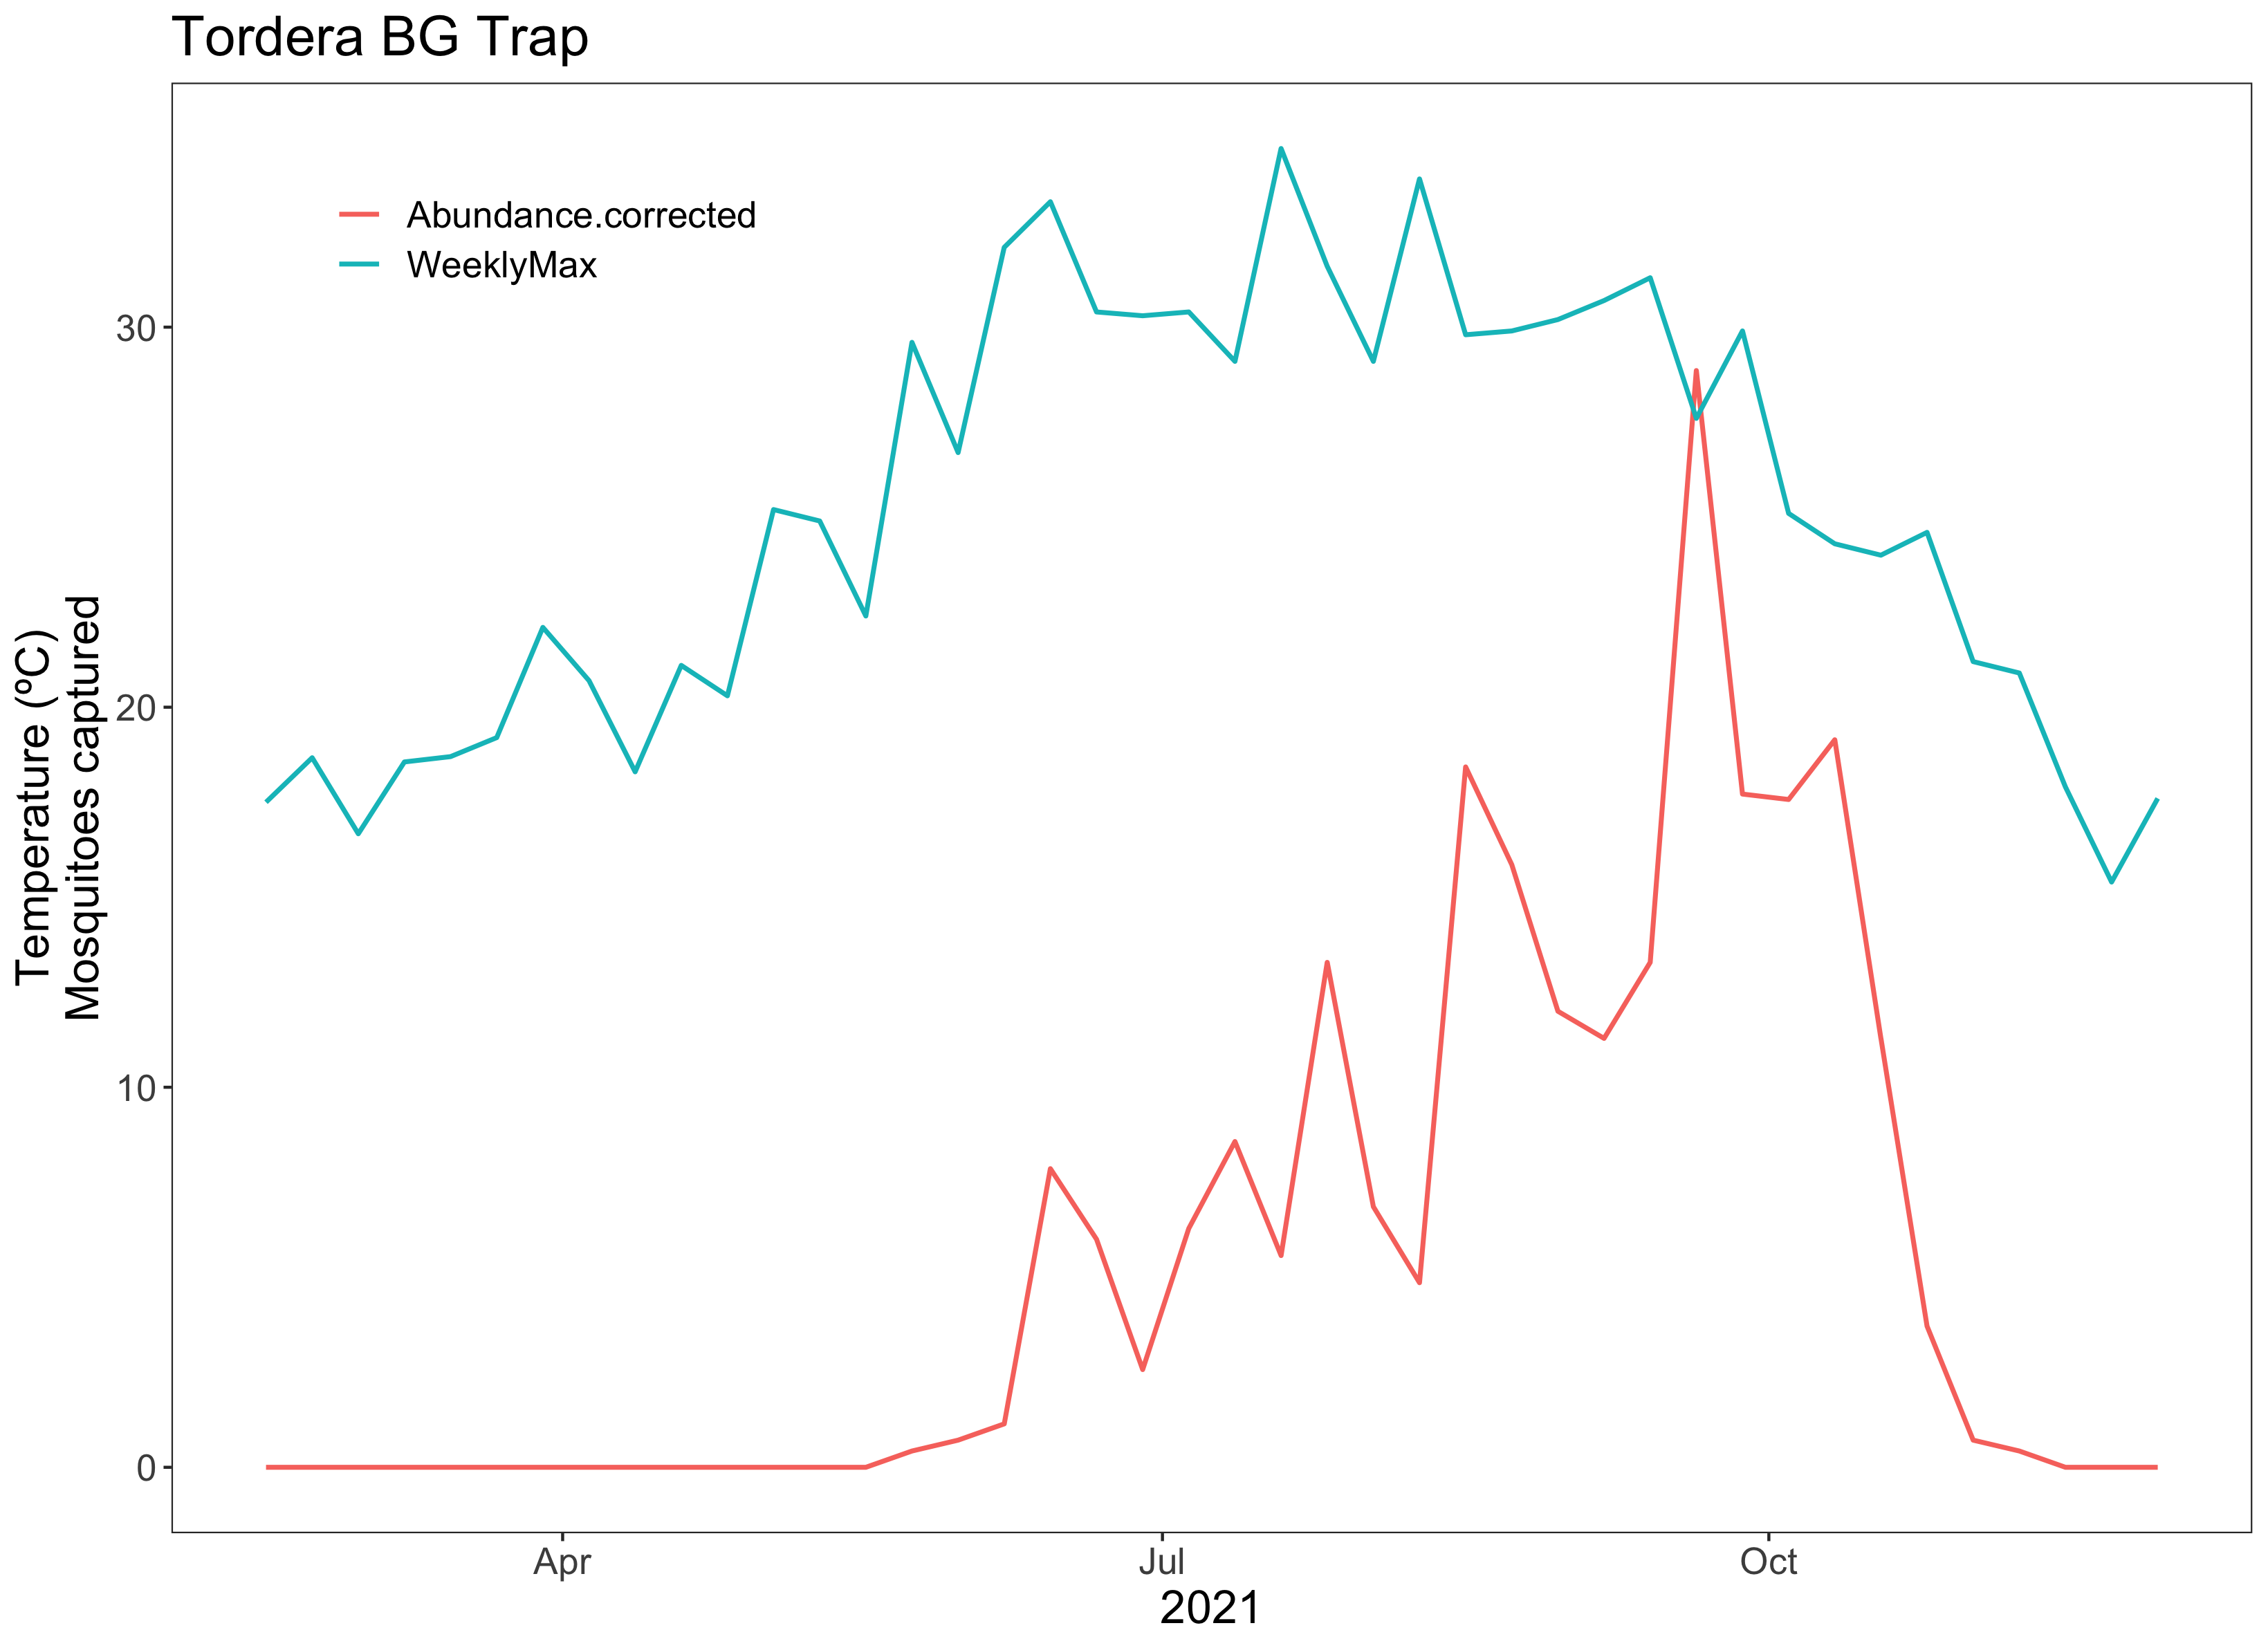 Tordera BG Trap
Abundance.corrected
WeeklyMax
30
20
10
0
Temperature (ºC)
Mosquitoes captured
Apr
Jul
Oct
2021